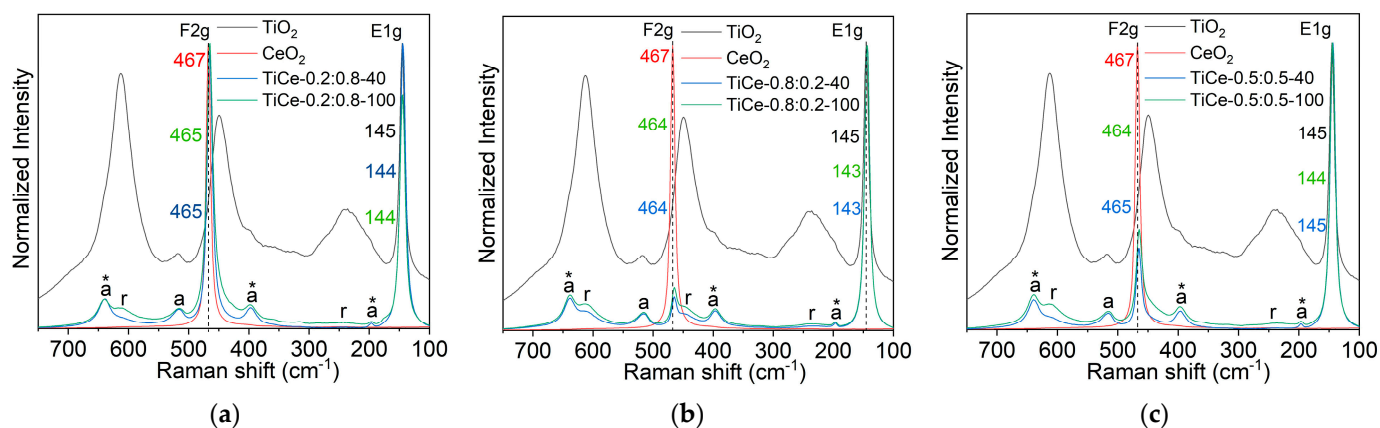 F2g
TiO2
E1g
467
CeO2
TiCe-0.2:0.8-40
TiCe-0.2:0.8-100
465
145
144
465
144
* a r a * a r * a
Normalized Intensity
700 600 500 400 300 200 100
Raman shift (cm-1)
(a)
F2g
TiO2
E1g
467
CeO2
TiCe-0.8:0.2-40
TiCe-0.8:0.2-100
464
145
143
464
143
* a r a r * a r * a
Normalized Intensity
700 600 500 400 300 200 100
Raman shift (cm-1)
(b)
F2g
TiO2
E1g
467
CeO2
TiCe-0.5:0.5-40
TiCe-0.5:0.5-100
464
145
144
465
145
* a r a * a r * a
Normalized Intensity
700 600 500 400 300 200 100
Raman shift (cm-1)
(c)